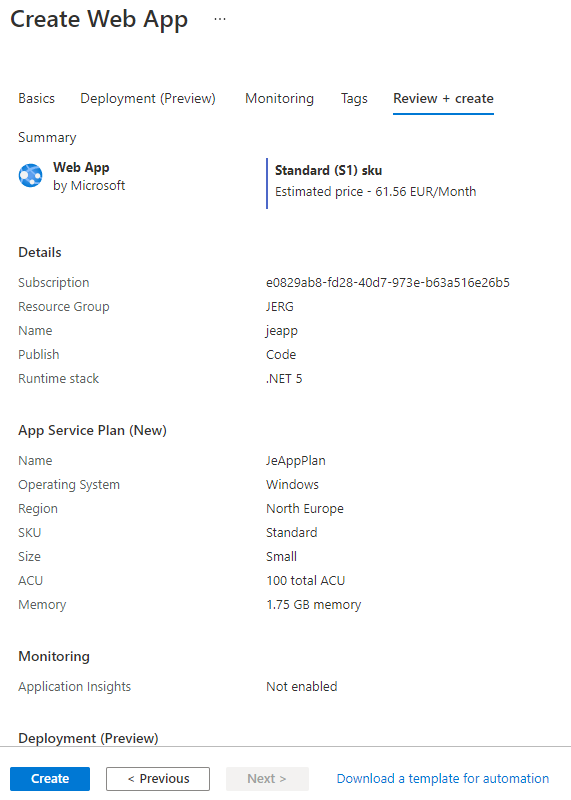 Create Web App ...
Basics Deployment (Preview) Monitoring Tags Review + create
Summary
Web App
by Microsoft
Standard (S1) sku
Estimated price - 61.56 EUR/Month
Details
Subscription e0829ab8-fd28-40d7-973e-b63a516e26b5
Resource Group JERG
Name jeapp
Publish Code
Runtime stack .NET 5
App Service Plan (New)
Name JeAppPlan
Operating System Windows
Region North Europe
SKU Standard
Size Small
ACU 100 total ACU
Memory 1.75 GB memory
Monitoring
Application Insights Not enabled
Deployment (Preview)
Create < Previous Next > Download a template for automation